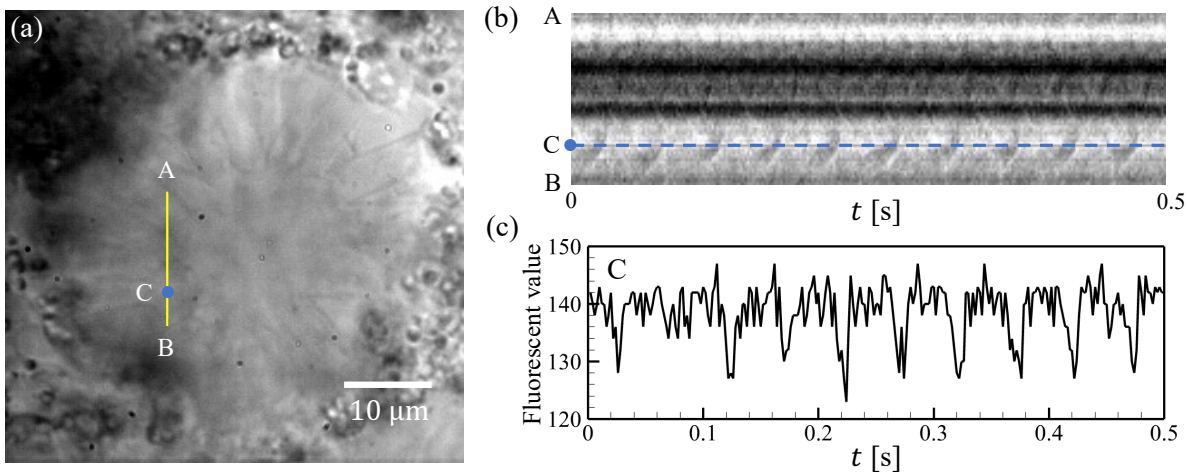 (a)
A
C
B
10 μm
(b)
A
C
B
0
0.5
t [s]
(c)
Fluorescent value
150
140
130
120
C
0
0.1
0.2
0.3
0.4
0.5
t [s]